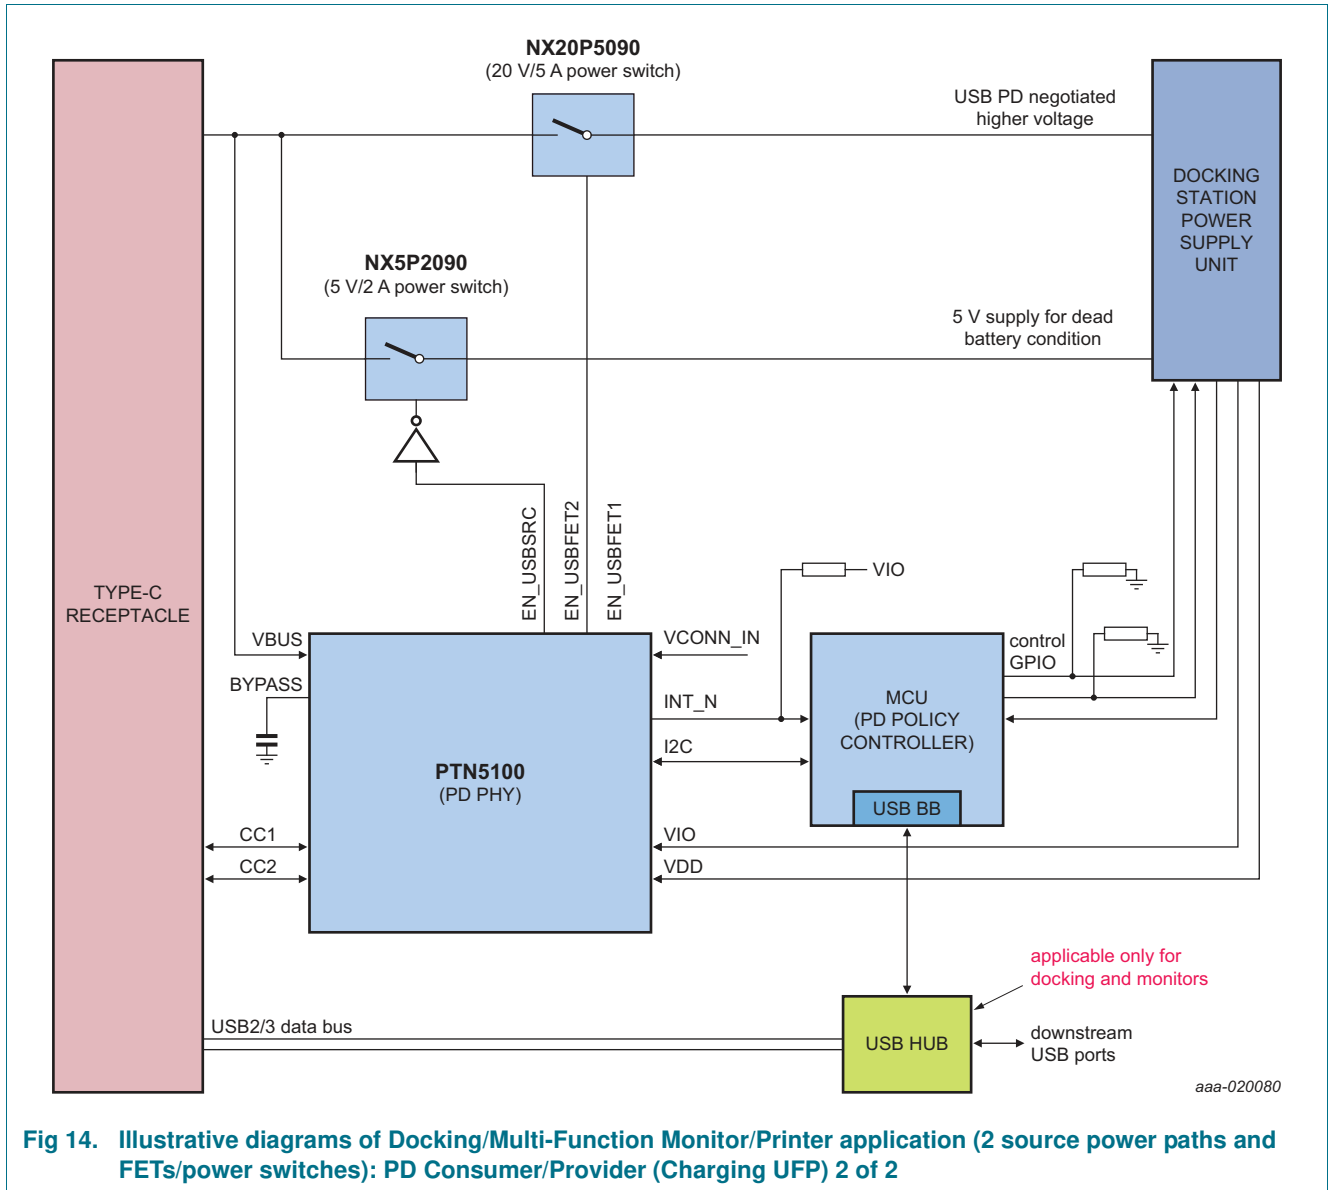 NX20P5090
(20 V/5 A power switch)
USB PD negotiated
higher voltage
DOCKING
STATION
POWER
SUPPLY
UNIT
NX5P2090
(5 V/2 A power switch)
5 V supply for dead
battery condition
EN_USBSRC
EN_USBFET2
EN_USBFET1
TYPE-C
RECEPTACLE
VIO
VBUS
VCONN_IN
control
GPIO
BYPASS
INT_N
MCU
(PD POLICY
CONTROLLER)
I2C
PTN5100
(PD PHY)
USB BB
CC1
VIO
CC2
VDD
applicable only for
docking and monitors
USB2/3 data bus
USB HUB
downstream
USB ports
aaa-020080
Fig 14. Illustrative diagrams of Docking/Multi-Function Monitor/Printer application (2 source power paths and
FETs/power switches): PD Consumer/Provider (Charging UFP) 2 of 2